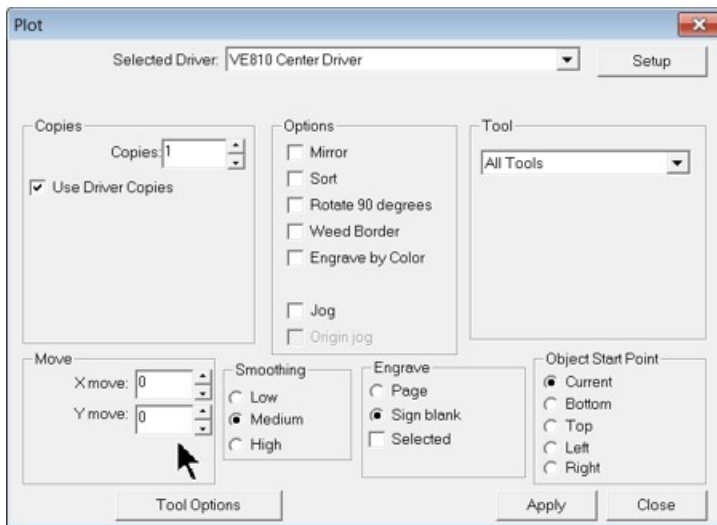 Plot
Selected Driver: VE810 Center Driver
Setup
Copies
Copies: 1
Use Driver Copies
Options
Mirror
Sort
Rotate 90 degrees
Weed Border
Engrave by Color
Jog
Origin jog
Tool
All Tools
Move
X move: 0
Y move: 0
Smoothing
Low
Medium
High
Engrave
Page
Sign blank
Selected
Object Start Point
Current
Bottom
Top
Left
Right
Tool Options
Apply
Close